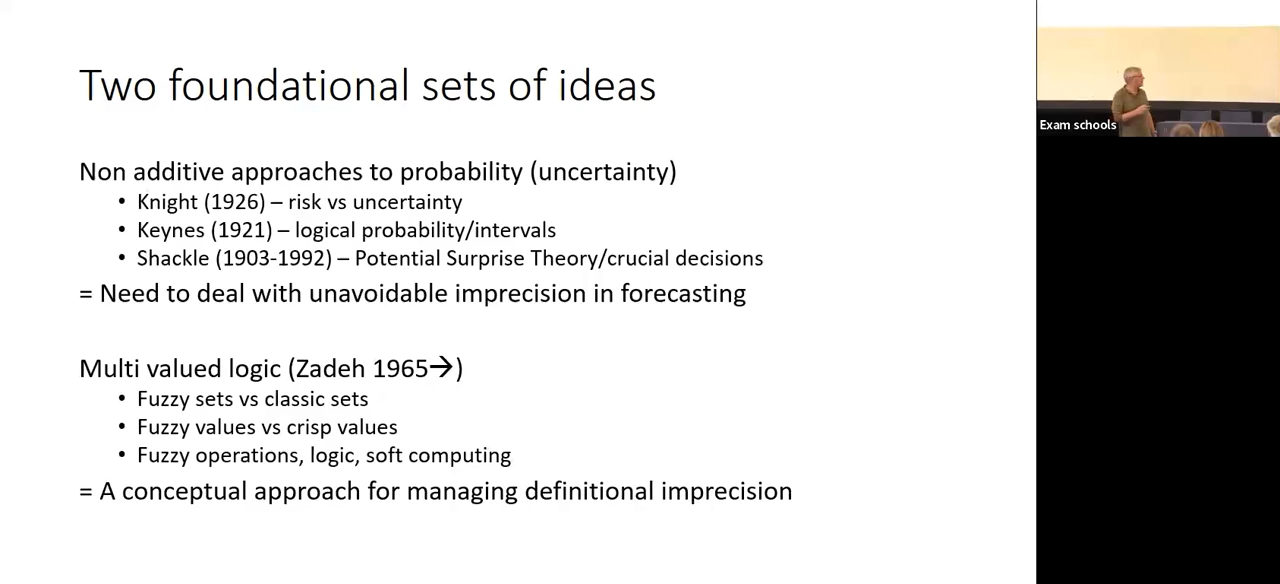 Two foundational sets of ideas
Non additive approaches to probability (uncertainty)
• Knight (1926) – risk vs uncertainty
• Keynes (1921) – logical probability/intervals
• Shackle (1903-1992) – Potential Surprise Theory/crucial decisions
= Need to deal with unavoidable imprecision in forecasting
Multi valued logic (Zadeh 1965→)
• Fuzzy sets vs classic sets
• Fuzzy values vs crisp values
• Fuzzy operations, logic, soft computing
= A conceptual approach for managing definitional imprecision
Exam schools